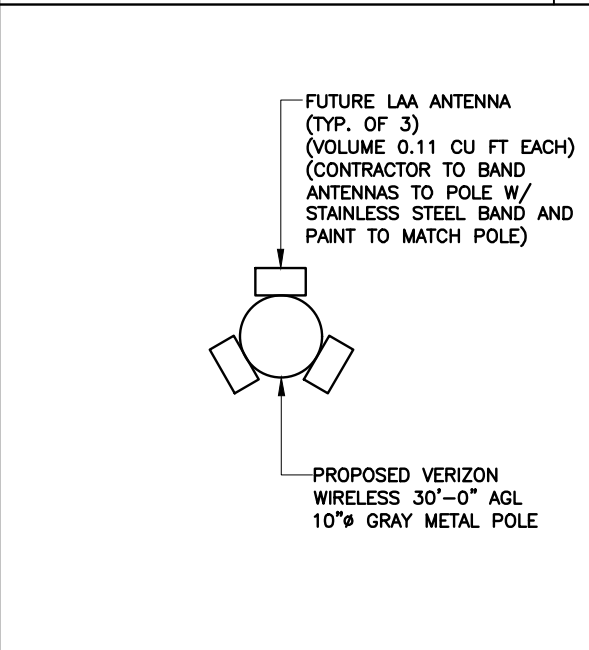 FUTURE LAA ANTENNA
(TYP. OF 3)
(VOLUME 0.11 CU FT EACH)
(CONTRACTOR TO BAND
ANTENNAS TO POLE W/
STAINLESS STEEL BAND AND
PAINT TO MATCH POLE)
PROPOSED VERIZON
WIRELESS 30'-0" AGL
10"ø GRAY METAL POLE